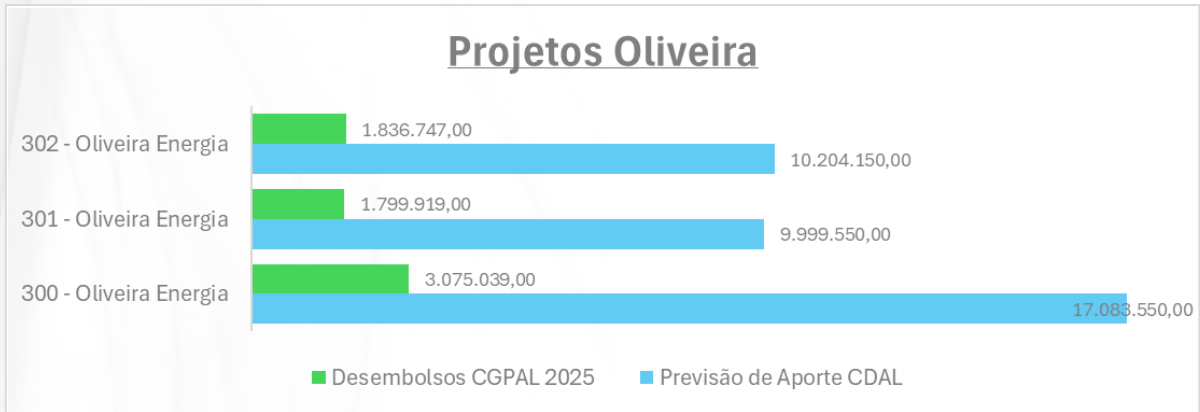 Projetos Oliveira
302 - Oliveira Energia
1.836.747,00
10.204.150,00
301 - Oliveira Energia
1.799.919,00
9.999.550,00
300 - Oliveira Energia
3.075.039,00
17.083.550,00
Desembolsos CGPAL 2025
Previsão de Aporte CDAL